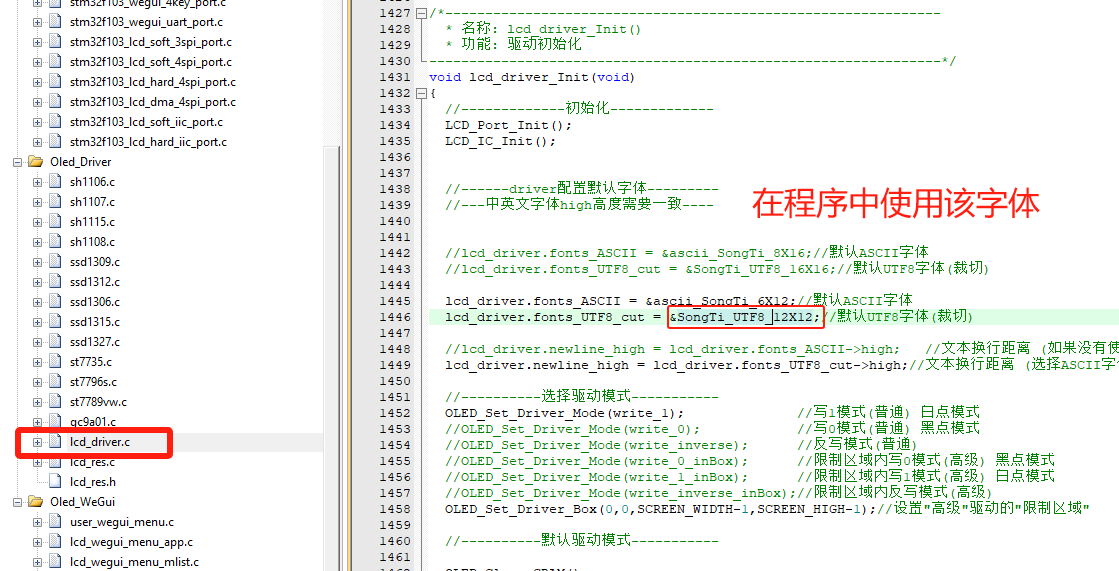 stm32f103_wegui_4key_port.c
stm32f103_wegui_uart_port.c
stm32f103_lcd_soft_3spi_port.c
stm32f103_lcd_soft_4spi_port.c
stm32f103_lcd_hard_4spi_port.c
stm32f103_lcd_dma_4spi_port.c
stm32f103_lcd_soft_iic_port.c
stm32f103_lcd_hard_iic_port.c
Oled_Driver
sh1106.c
sh1107.c
sh1115.c
sh1108.c
ssd1309.c
ssd1312.c
ssd1306.c
ssd1315.c
ssd1327.c
st7735.c
st7796s.c
st7789vw.c
gc9a01.c
lcd_driver.c
lcd_res.c
lcd_res.h
Oled_WeGui
user_wegui_menu.c
lcd_wegui_menu_app.c
lcd_wegui_menu_mlist.c
1427 /*--------------------------------------------------------------
1428 * 名称: lcd_driver_Init()
1429 * 功能: 驱动初始化
1430 ----------------------------------------------------------------*/
1431 void lcd_driver_Init(void)
1432 {
1433 //-------------初始化-------------
1434 LCD_Port_Init();
1435 LCD_IC_Init();
1436
1437
1438 //------driver配置默认字体---------
1439 //---中英文字体high高度需要一致----
1440
1441
在程序中使用该字体
1442 //lcd_driver.fonts_ASCII = &ascii_SongTi_8X16;//默认ASCII字体
1443 //lcd_driver.fonts_UTF8_cut = &SongTi_UTF8_16X16;//默认UTF8字体(裁切)
1444
1445 lcd_driver.fonts_ASCII = &ascii_SongTi_6X12;//默认ASCII字体
1446 lcd_driver.fonts_UTF8_cut = &SongTi_UTF8_12X12;//默认UTF8字体(裁切)
1447
1448 //lcd_driver.newline_high = lcd_driver.fonts_ASCII->high; //文本换行距离 (如果没有使
1449 lcd_driver.newline_high = lcd_driver.fonts_UTF8_cut->high;//文本换行距离 (选择ASCII字
1450
1451 //----------选择驱动模式-----------
1452 OLED_Set_Driver_Mode(write_1); //写1模式(普通) 白点模式
1453 //OLED_Set_Driver_Mode(write_0); //写0模式(普通) 黑点模式
1454 //OLED_Set_Driver_Mode(write_inverse); //反写模式(普通)
1455 //OLED_Set_Driver_Mode(write_0_inBox); //限制区域内写0模式(高级) 黑点模式
1456 //OLED_Set_Driver_Mode(write_1_inBox); //限制区域内写1模式(高级) 白点模式
1457 //OLED_Set_Driver_Mode(write_inverse_inBox);//限制区域内反写模式(高级)
1458 OLED_Set_Driver_Box(0,0,SCREEN_WIDTH-1,SCREEN_HIGH-1);//设置"高级"驱动的"限制区域"
1459
1460 //----------默认驱动模式-----------
1461